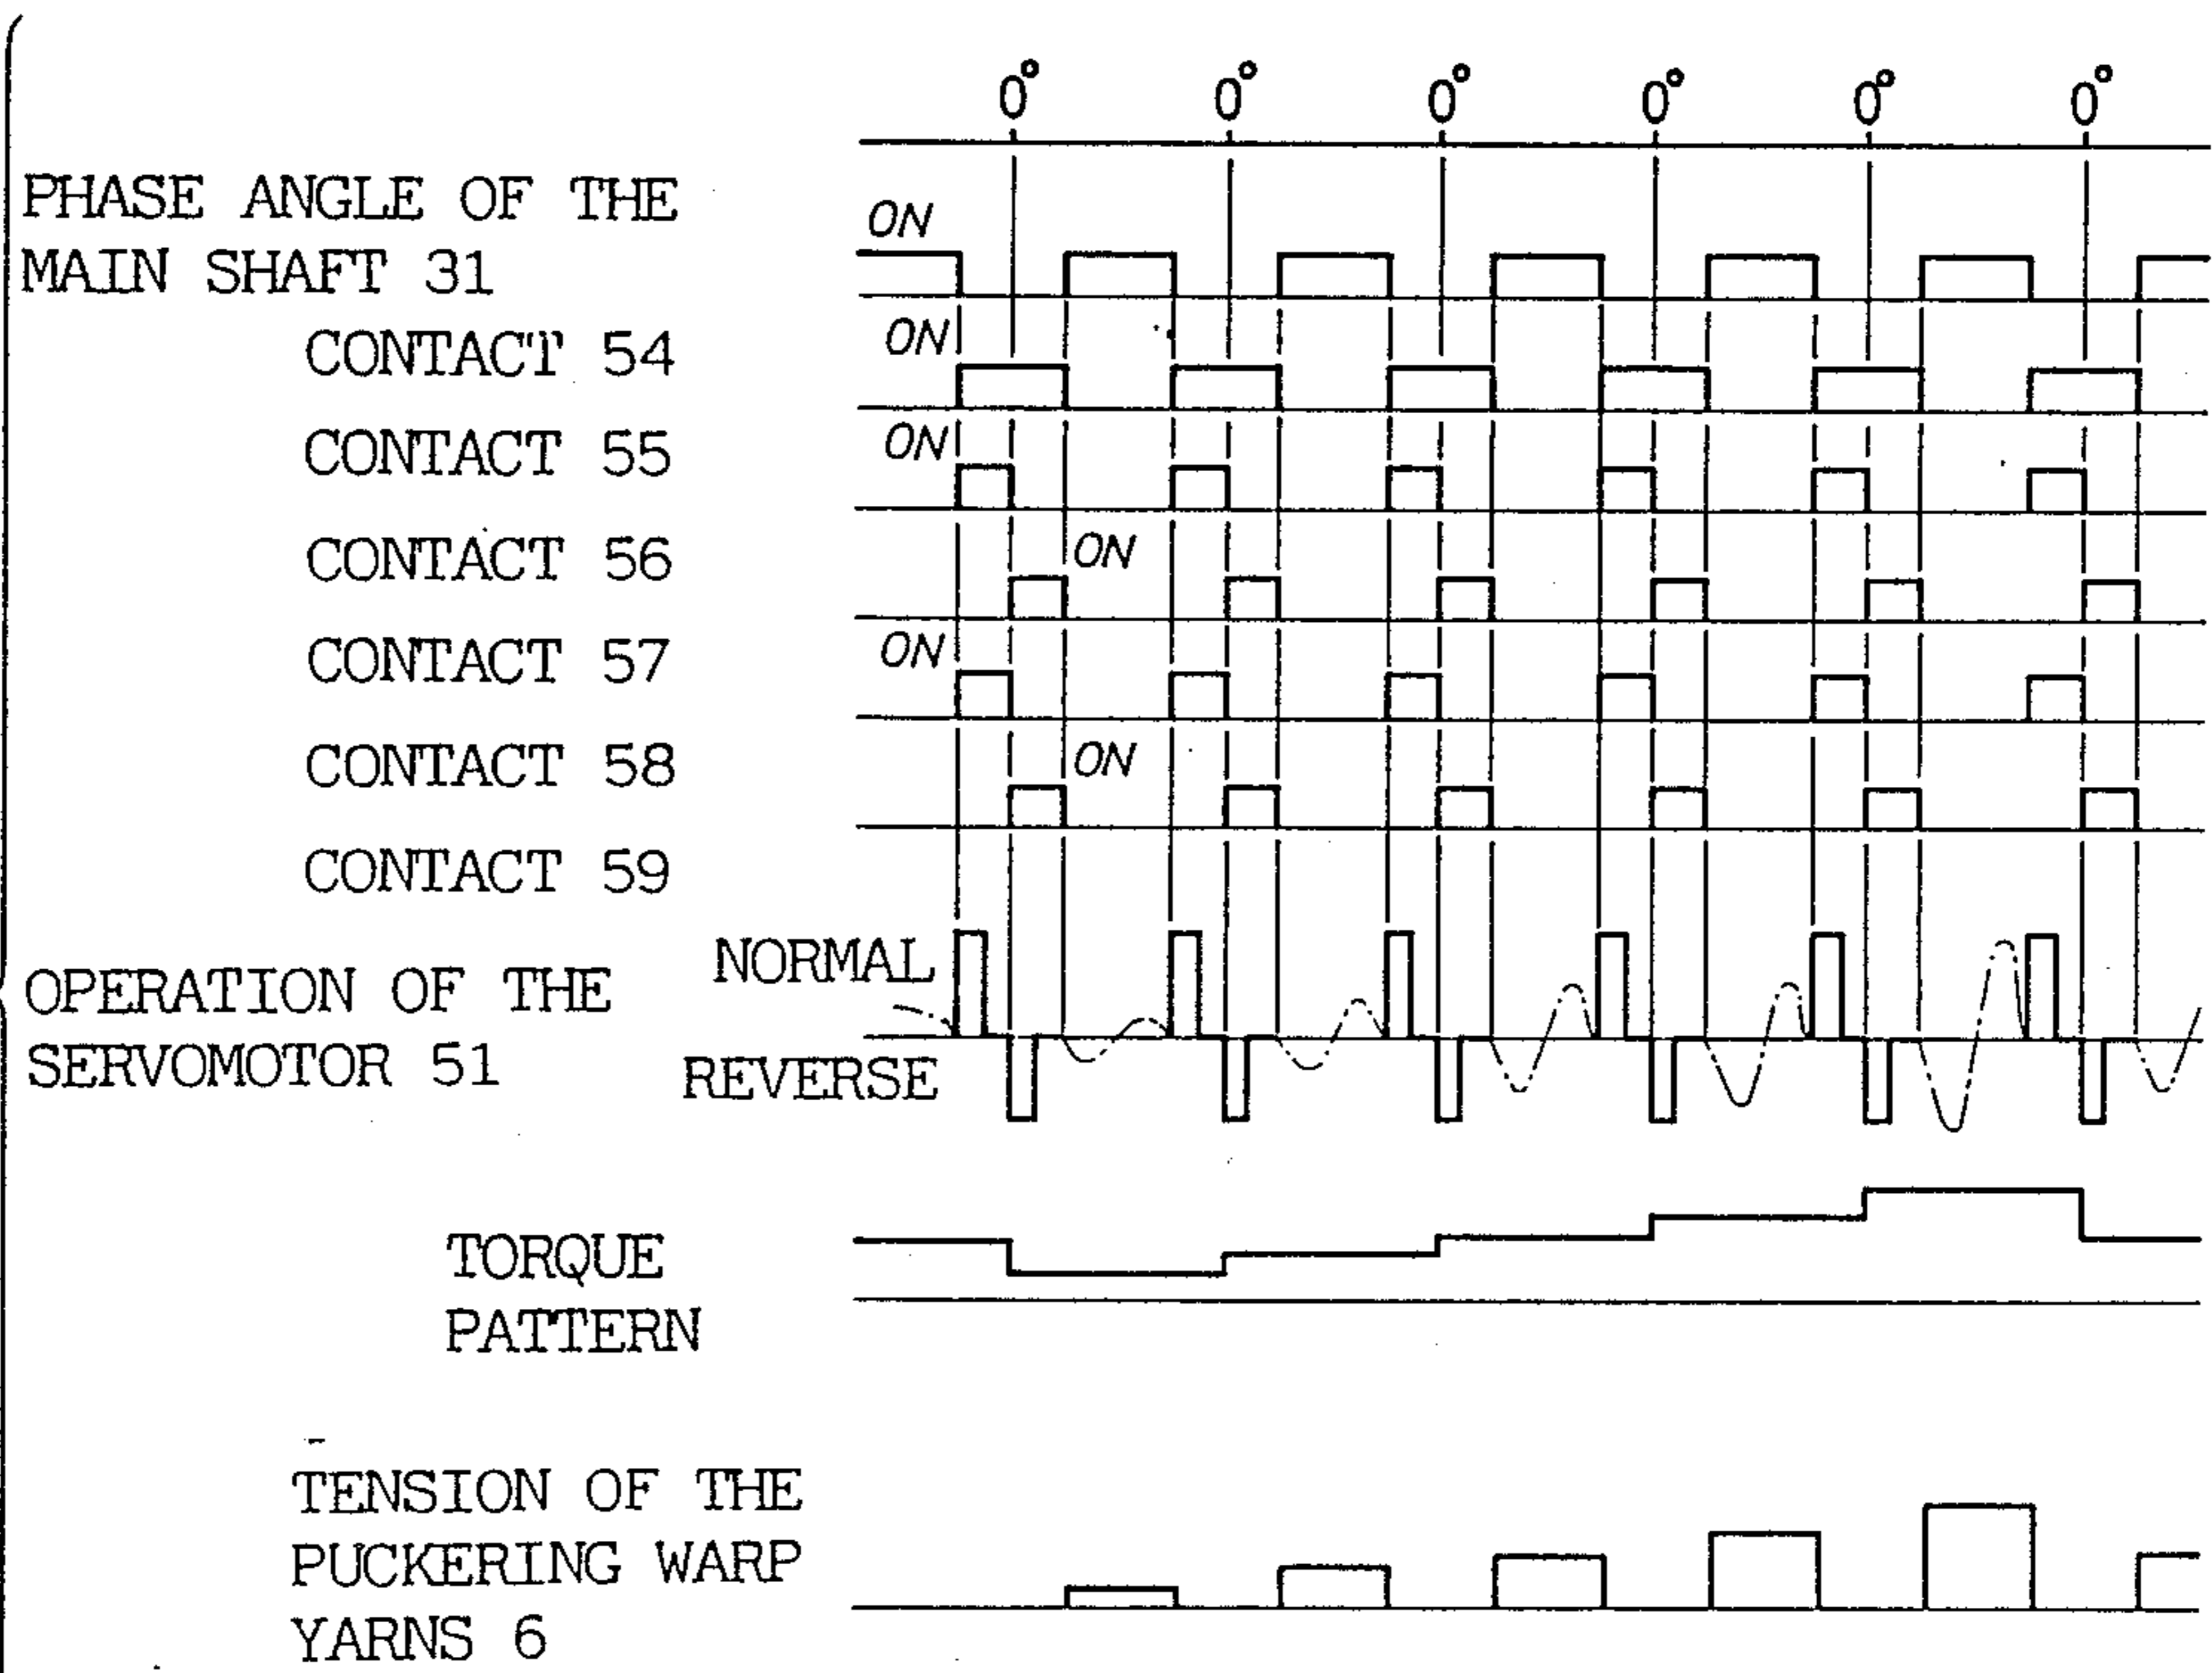 0° 0° 0° 0° 0° 0°
PHASE ANGLE OF THE
MAIN SHAFT 31
ON
CONTACT 54
ON
CONTACT 55
ON
CONTACT 56
ON
CONTACT 57
ON
CONTACT 58
ON
CONTACT 59
OPERATION OF THE
SERVOMOTOR 51
NORMAL
REVERSE
TORQUE
PATTERN
TENSION OF THE
PUCKERING WARP
YARNS 6